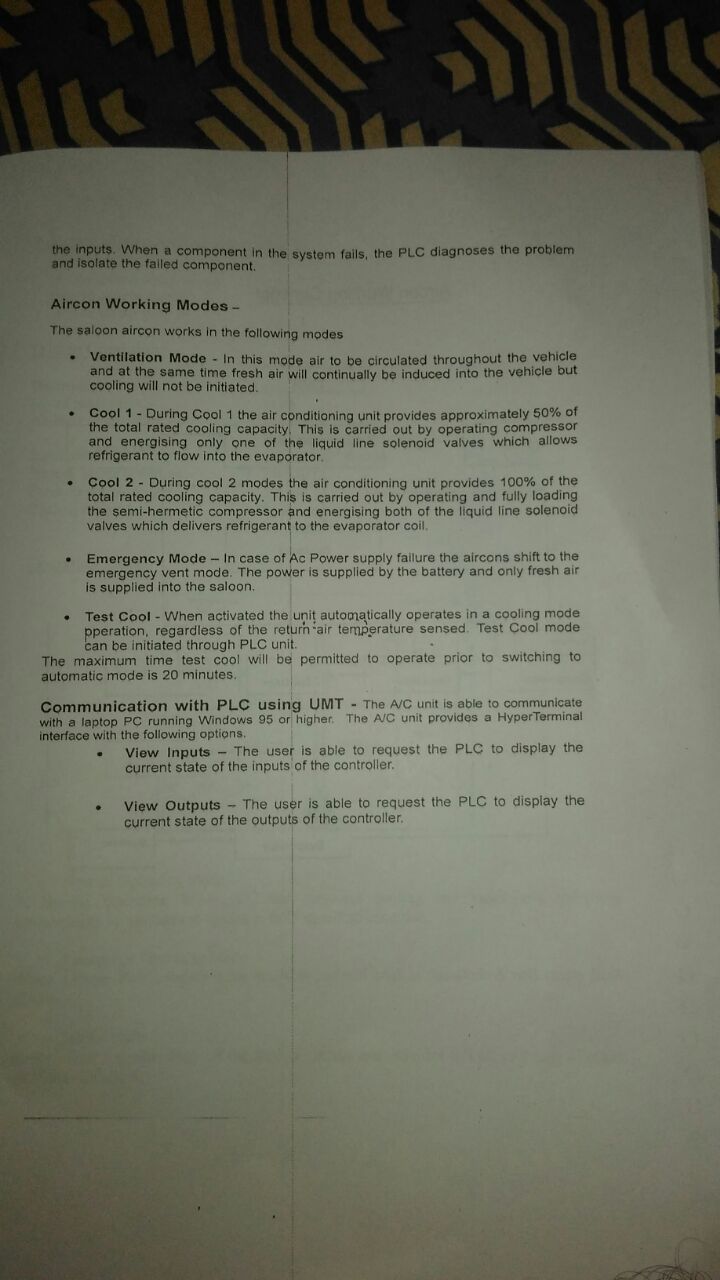 the inputs. When a component in the system fails, the PLC diagnoses the problem
and isolate the failed component.
Aircon Working Modes –
The saloon aircon works in the following modes
• Ventilation Mode - In this mode air to be circulated throughout the vehicle
and at the same time fresh air will continually be induced into the vehicle but
cooling will not be initiated.
• Cool 1 - During Cool 1 the air conditioning unit provides approximately 50% of
the total rated cooling capacity. This is carried out by operating compressor
and energising only one of the liquid line solenoid valves which allows
refrigerant to flow into the evaporator.
• Cool 2 - During cool 2 modes the air conditioning unit provides 100% of the
total rated cooling capacity. This is carried out by operating and fully loading
the semi-hermetic compressor and energising both of the liquid line solenoid
valves which delivers refrigerant to the evaporator coil.
• Emergency Mode – In case of Ac Power supply failure the aircons shift to the
emergency vent mode. The power is supplied by the battery and only fresh air
is supplied into the saloon.
• Test Cool - When activated the unit automatically operates in a cooling mode
operation, regardless of the return air temperature sensed. Test Cool mode
can be initiated through PLC unit.
The maximum time test cool will be permitted to operate prior to switching to
automatic mode is 20 minutes.
Communication with PLC using UMT - The A/C unit is able to communicate
with a laptop PC running Windows 95 or higher. The A/C unit provides a HyperTerminal
interface with the following options.
• View Inputs – The user is able to request the PLC to display the
current state of the inputs of the controller.
• View Outputs – The user is able to request the PLC to display the
current state of the outputs of the controller.